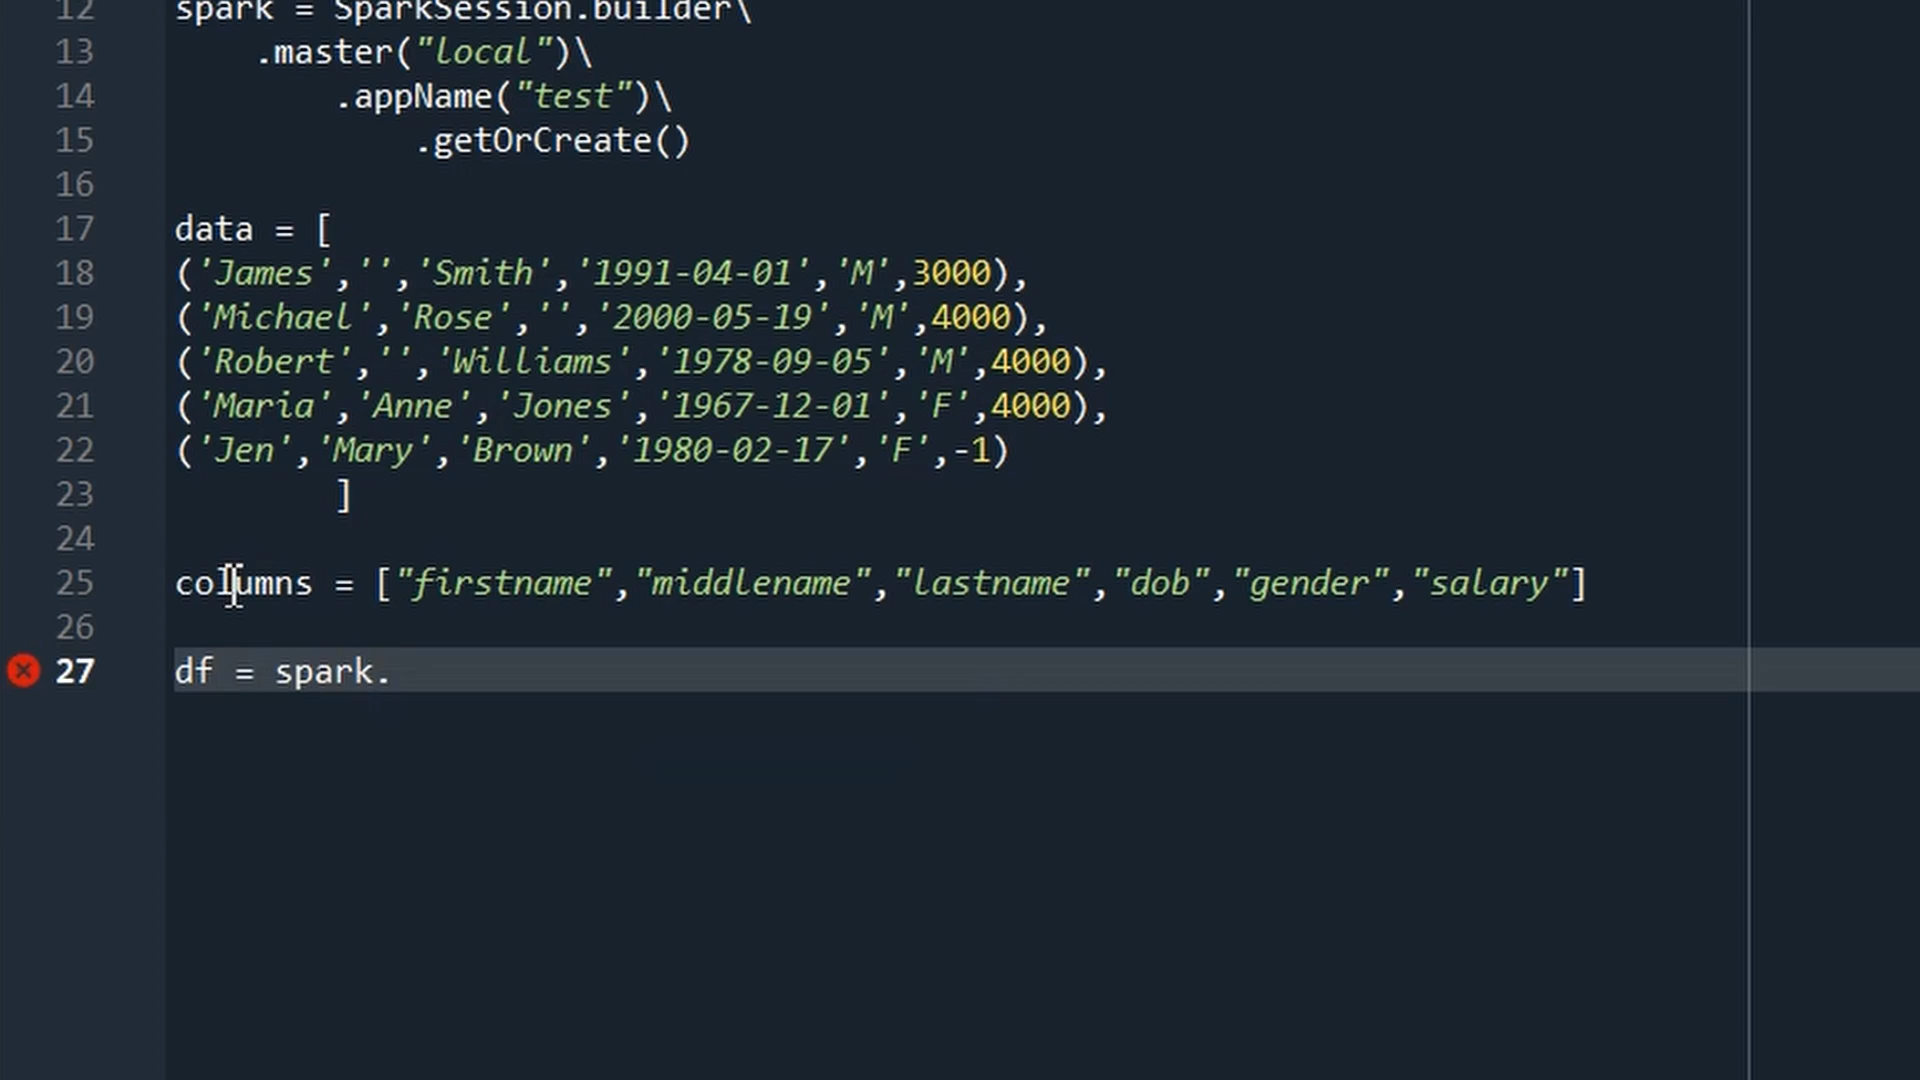 12 spark = SparkSession.builder\
13     .master("local")\
14         .appName("test")\
15             .getOrCreate()
16
17 data = [
18 ('James','','Smith','1991-04-01','M',3000),
19 ('Michael','Rose','','2000-05-19','M',4000),
20 ('Robert','','Williams','1978-09-05','M',4000),
21 ('Maria','Anne','Jones','1967-12-01','F',4000),
22 ('Jen','Mary','Brown','1980-02-17','F',-1)
23         ]
24
25 columns = ["firstname","middlename","lastname","dob","gender","salary"]
26
27 df = spark.